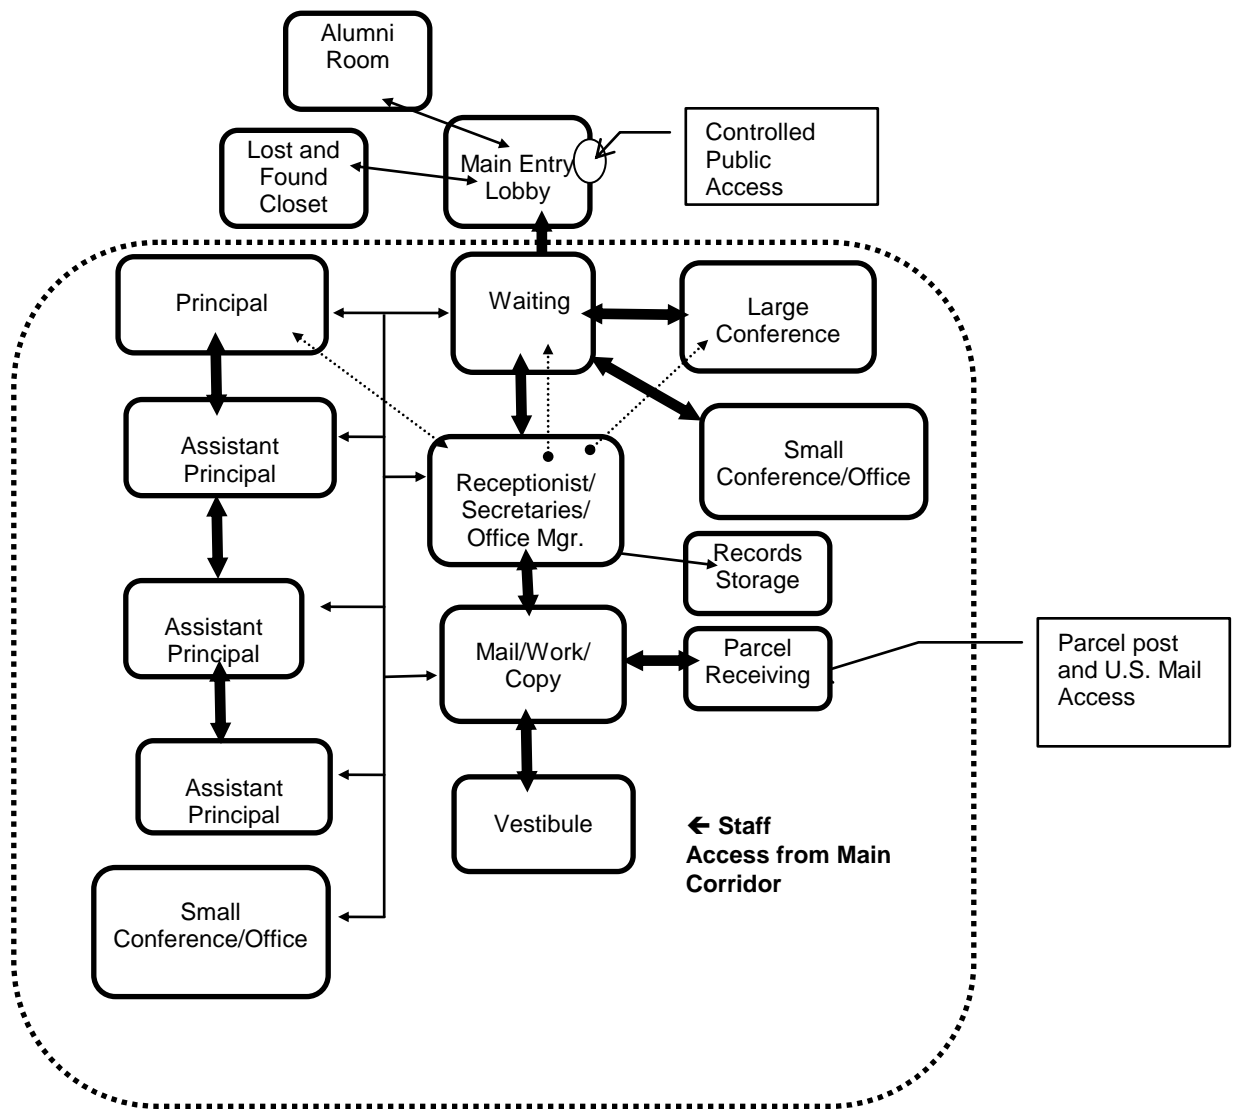 Alumni
Room
Lost and
Found
Closet
Main Entry
Lobby
Controlled
Public
Access
Principal
Waiting
Large
Conference
Assistant
Principal
Receptionist/
Secretaries/
Office Mgr.
Small
Conference/Office
Records
Storage
Assistant
Principal
Mail/Work/
Copy
Parcel
Receiving
Parcel post
and U.S. Mail
Access
Assistant
Principal
Vestibule
← Staff
Access from Main
Corridor
Small
Conference/Office